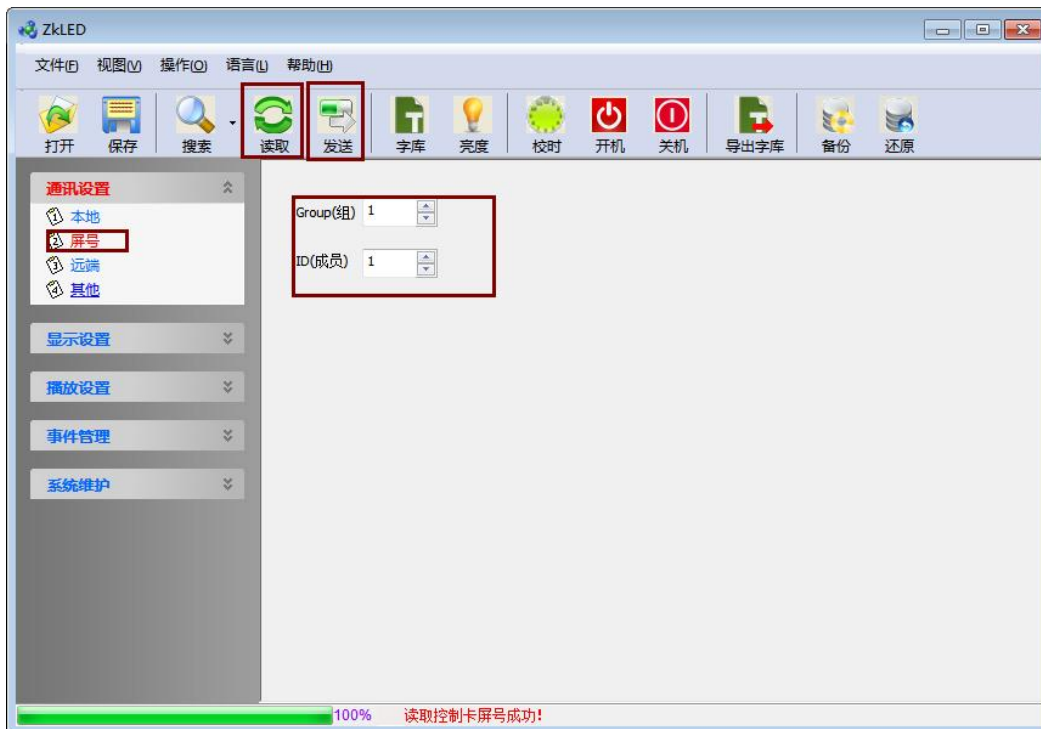 ZkLED
文件(F) 视图(V) 操作(O) 语言(L) 帮助(H)
打开 保存 搜索 读取 发送 字库 亮度 校时 开机 关机 导出字库 备份 还原
通讯设置
1 本地
2 屏号
3 远端
4 其他
显示设置
播放设置
事件管理
系统维护
Group(组) 1
ID(成员) 1
100% 读取控制卡屏号成功!